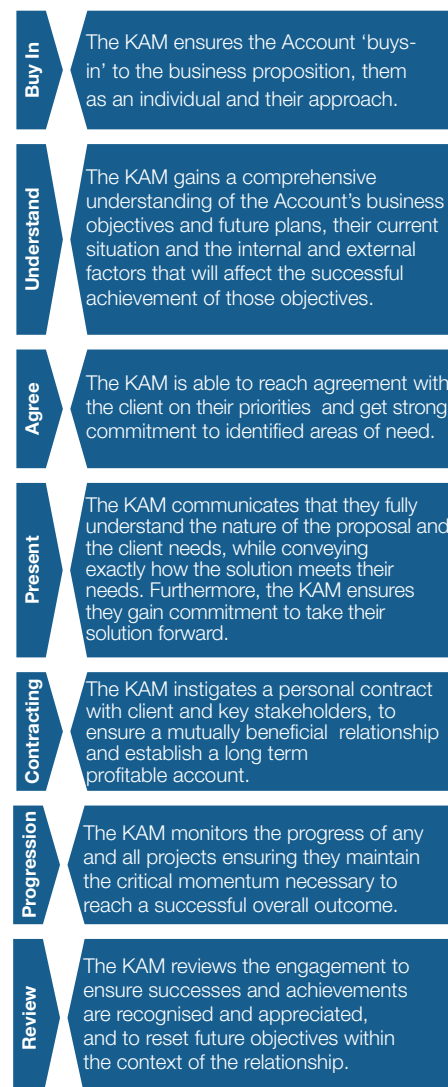 Buy In
The KAM ensures the Account ‘buys-
in’ to the business proposition, them
as an individual and their approach.
Understand
The KAM gains a comprehensive
understanding of the Account’s business
objectives and future plans, their current
situation and the internal and external
factors that will affect the successful
achievement of those objectives.
Agree
The KAM is able to reach agreement with
the client on their priorities and get strong
commitment to identified areas of need.
Present
The KAM communicates that they fully
understand the nature of the proposal and
the client needs, while conveying
exactly how the solution meets their
needs. Furthermore, the KAM ensures
they gain commitment to take their
solution forward.
Contracting
The KAM instigates a personal contract
with client and key stakeholders, to
ensure a mutually beneficial relationship
and establish a long term
profitable account.
Progression
The KAM monitors the progress of any
and all projects ensuring they maintain
the critical momentum necessary to
reach a successful overall outcome.
Review
The KAM reviews the engagement to
ensure successes and achievements
are recognised and appreciated,
and to reset future objectives within
the context of the relationship.